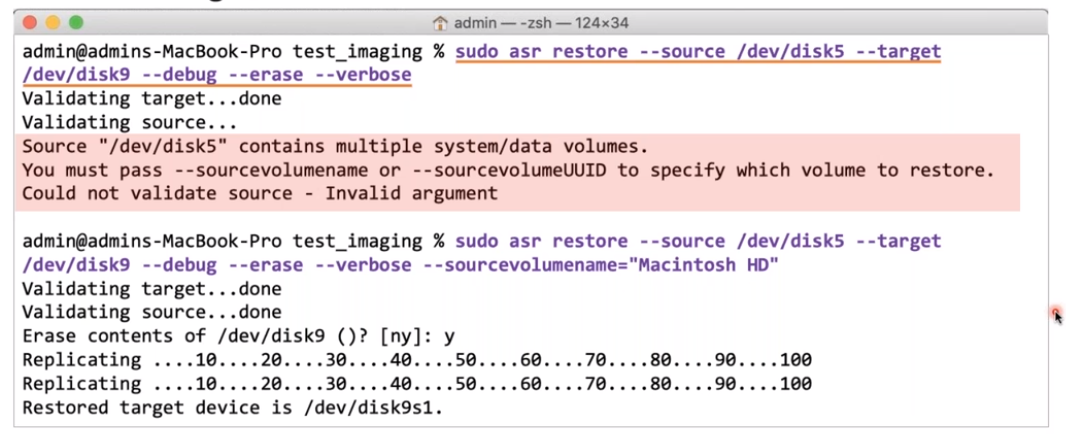 admin — -zsh — 124×34
admin@admins-MacBook-Pro test_imaging % sudo asr restore --source /dev/disk5 --target
/dev/disk9 --debug --erase --verbose
Validating target...done
Validating source...
Source "/dev/disk5" contains multiple system/data volumes.
You must pass --sourcevolumename or --sourcevolumeUUID to specify which volume to restore.
Could not validate source - Invalid argument
admin@admins-MacBook-Pro test_imaging % sudo asr restore --source /dev/disk5 --target
/dev/disk9 --debug --erase --verbose --sourcevolumename="Macintosh HD"
Validating target...done
Validating source...done
Erase contents of /dev/disk9 ()? [ny]: y
Replicating ....10....20....30....40....50....60....70....80....90....100
Replicating ....10....20....30....40....50....60....70....80....90....100
Restored target device is /dev/disk9s1.